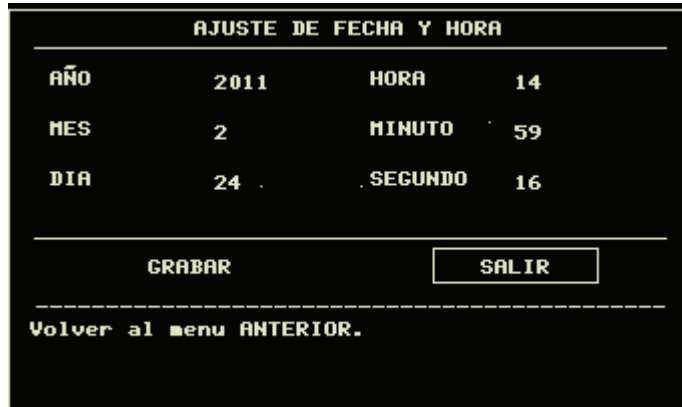 AJUSTE DE FECHA Y HORA
AÑO 2011 HORA 14
MES 2 MINUTO 59
DIA 24 SEGUNDO 16
GRABAR SALIR
Volver al menu ANTERIOR.